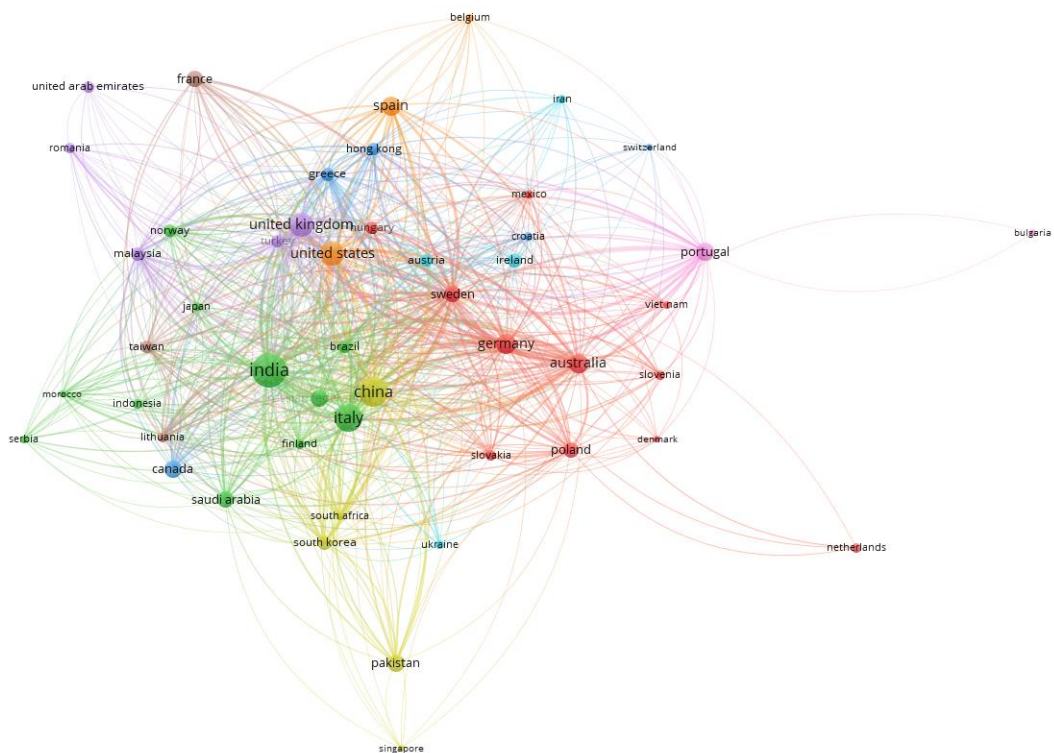 belgium
france
united arab emirates
iran
spain
romania
hong kong
switzerland
greece
mexico
united kingdom
hungary
norway
bulgaria
croatia
turkey
portugal
malaysia
united states
austria
ireland
sweden
japan
viet nam
taiwan
brazil
germany
australia
india
slovenia
morocco
china
indonesia
italy
serbia
lithuania
finland
denmark
slovakia
poland
canada
saudi arabia
south africa
south korea
ukraine
netherlands
pakistan
singapore